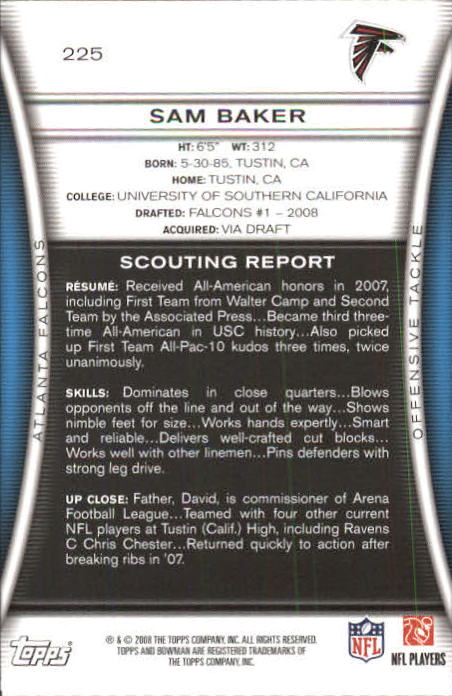 225
SAM BAKER
HT: 6'5" WT: 312
BORN: 5-30-85, TUSTIN, CA
HOME: TUSTIN, CA
COLLEGE: UNIVERSITY OF SOUTHERN CALIFORNIA
DRAFTED: FALCONS #1 – 2008
ACQUIRED: VIA DRAFT
ATLANTA FALCONS
OFFENSIVE TACKLE
SCOUTING REPORT
RÉSUMÉ: Received All-American honors in 2007,
including First Team from Walter Camp and Second
Team by the Associated Press...Became third three-
time All-American in USC history...Also picked
up First Team All-Pac-10 kudos three times, twice
unanimously.
SKILLS: Dominates in close quarters...Blows
opponents off the line and out of the way...Shows
nimble feet for size...Works hands expertly...Smart
and reliable...Delivers well-crafted cut blocks...
Works well with other linemen...Pins defenders with
strong leg drive.
UP CLOSE: Father, David, is commissioner of Arena
Football League...Teamed with four other current
NFL players at Tustin (Calif.) High, including Ravens
C Chris Chester...Returned quickly to action after
breaking ribs in '07.
Topps
® & © 2008 THE TOPPS COMPANY, INC. ALL RIGHTS RESERVED.
TOPPS AND BOWMAN ARE REGISTERED TRADEMARKS OF
THE TOPPS COMPANY, INC.
NFL
NFL PLAYERS